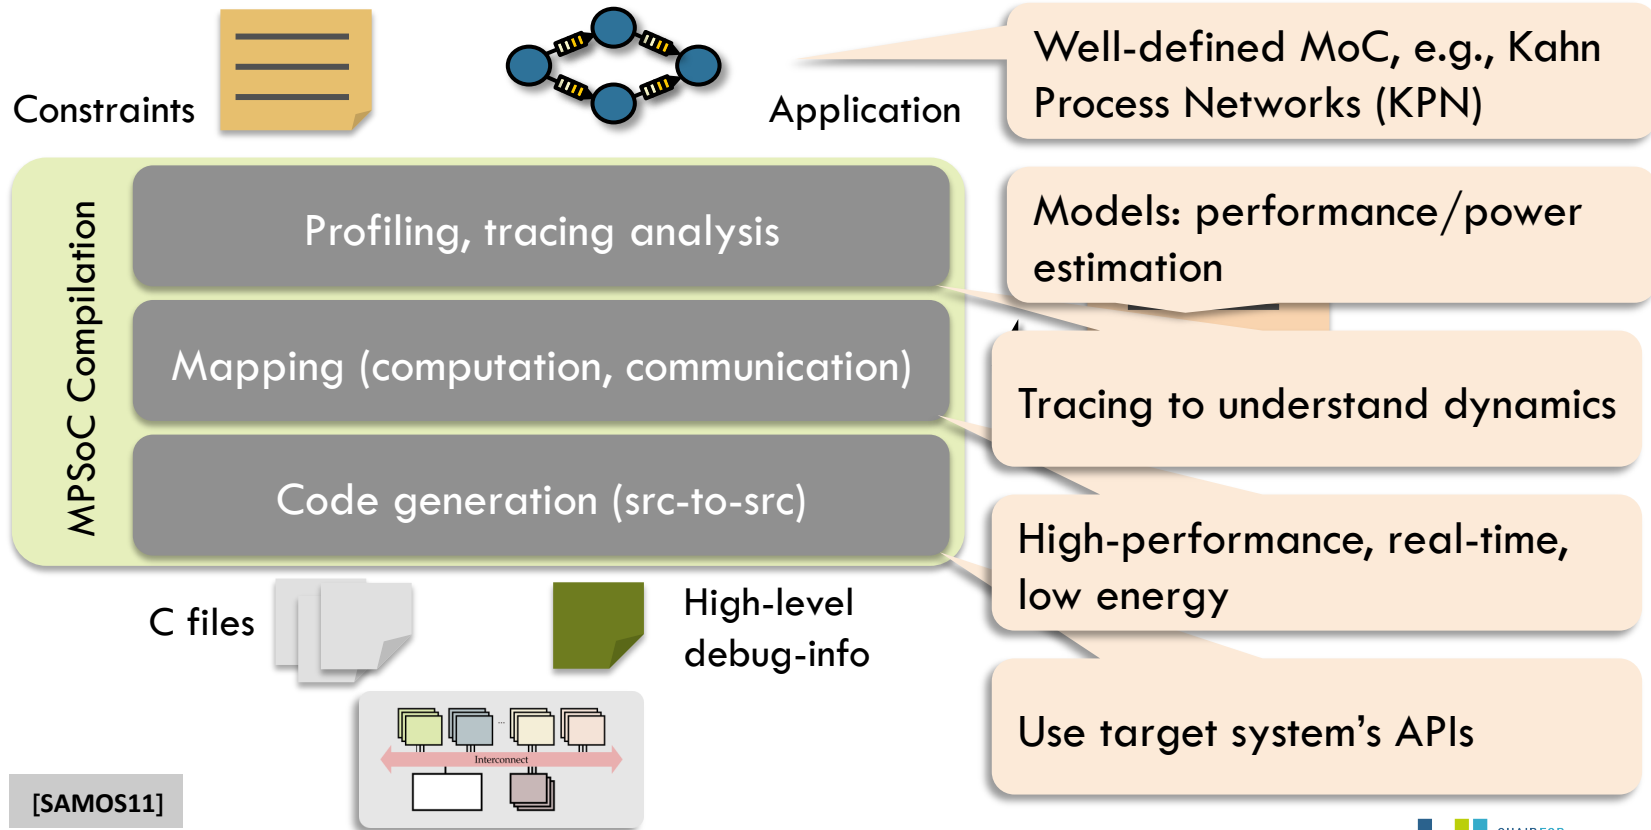 Constraints
Application
Well-defined MoC, e.g., Kahn
Process Networks (KPN)
MPSoC Compilation
Profiling, tracing analysis
Models: performance/power
estimation
Mapping (computation, communication)
Tracing to understand dynamics
Code generation (src-to-src)
High-performance, real-time,
low energy
C files
High-level
debug-info
Use target system's APIs
...
Interconnect
[SAMOS11]